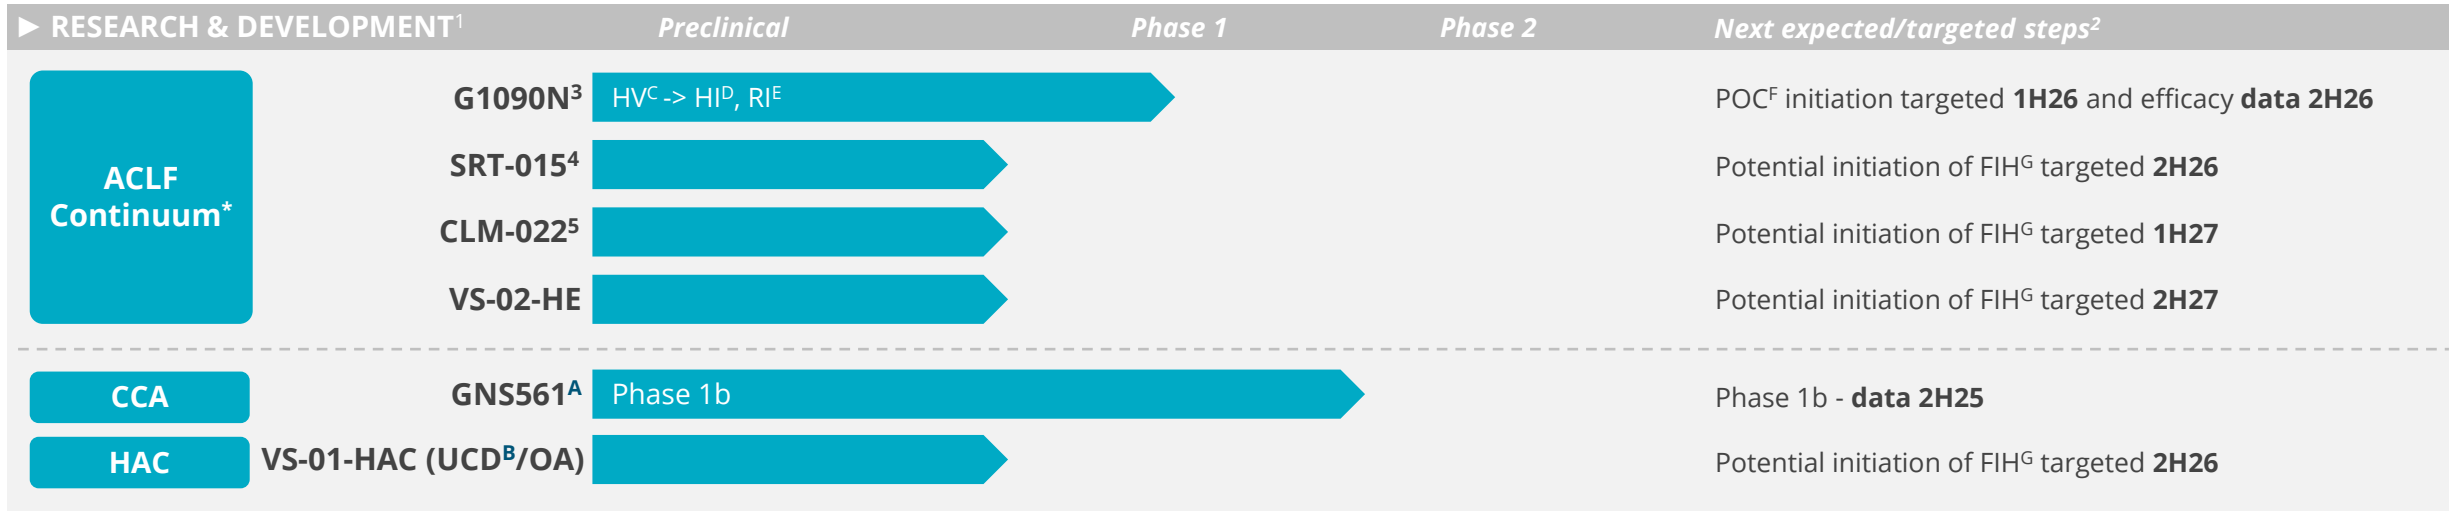 ► RESEARCH & DEVELOPMENT¹ Preclinical Phase 1 Phase 2 Next expected/targeted steps²
ACLF
Continuum*
G1090N³ HVᶜ -> HIᴰ, RIᴱ POCF initiation targeted 1H26 and efficacy data 2H26
SRT-015⁴ Potential initiation of FIHᴳ targeted 2H26
CLM-022⁵ Potential initiation of FIHᴳ targeted 1H27
VS-02-HE Potential initiation of FIHᴳ targeted 2H27
CCA GNS561ᴬ Phase 1b Phase 1b - data 2H25
HAC VS-01-HAC (UCDᴮ/OA) Potential initiation of FIHᴳ targeted 2H26